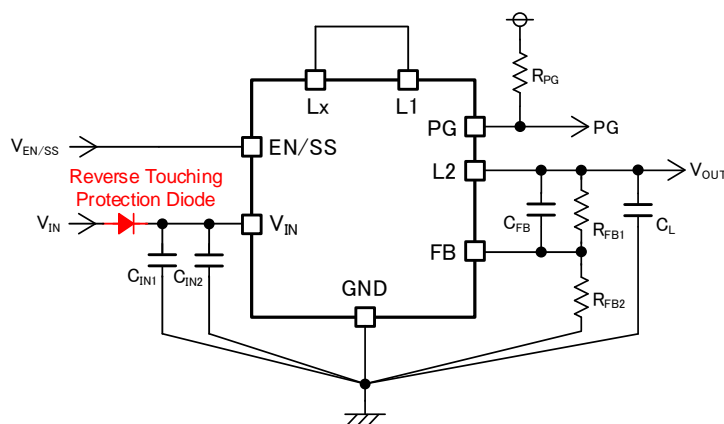 R_PG
Lx
L1
PG
PG
V_EN/SS
EN/SS
L2
V_OUT
Reverse Touching
Protection Diode
V_IN
V_IN
C_FB
R_FB1
C_L
FB
C_IN1
C_IN2
GND
R_FB2